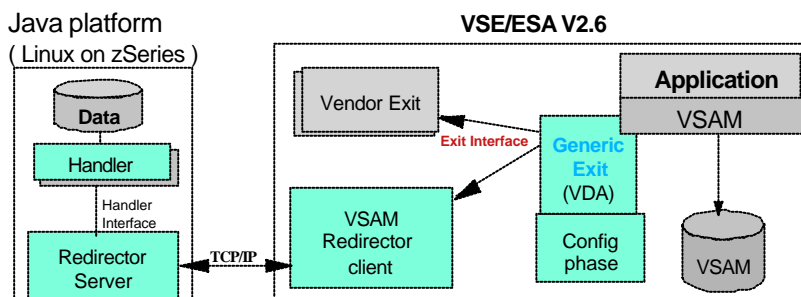 Java platform
( Linux on zSeries )
Data
Handler
Handler
Interface
Redirector
Server
TCP/IP
VSE/ESA V2.6
Vendor Exit
Exit Interface
VSAM
Redirector
client
Generic
Exit
(VDA)
Config
phase
Application
VSAM
VSAM